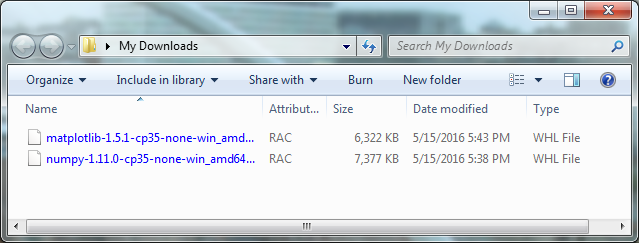 My Downloads
Search My Downloads
Organize Include in library Share with Burn New folder
Name Attribut... Size Date modified Type
matplotlib-1.5.1-cp35-none-win_amd... RAC 6,322 KB 5/15/2016 5:43 PM WHL File
numpy-1.11.0-cp35-none-win_amd64... RAC 7,377 KB 5/15/2016 5:38 PM WHL File